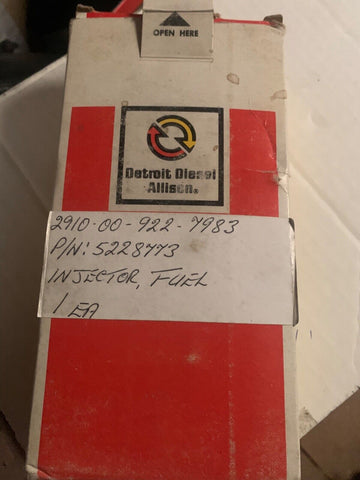 OPEN HERE
Detroit Diesel
Allison®
2910-00-922-7983
P/N: 5228773
INJECTOR, FUEL
1 EA